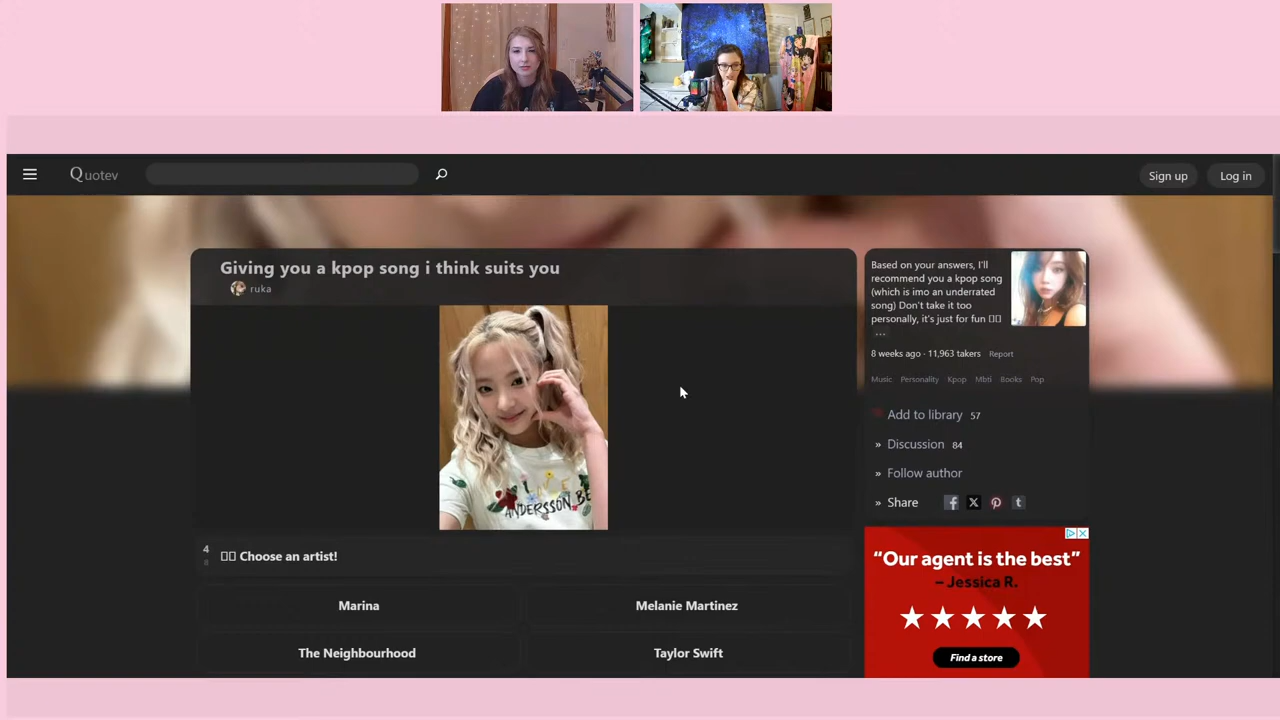 Quotev
Sign up
Log in
Giving you a kpop song i think suits you
ruka
ANDERSSON BE
4
8
Choose an artist!
Marina
Melanie Martinez
The Neighbourhood
Taylor Swift
Based on your answers, I'll
recommend you a kpop song
(which is imo an underrated
song) Don't take it too
personally, it's just for fun
...
8 weeks ago · 11,963 takers Report
Music Personality Kpop Mbti Books Pop
Add to library 57
» Discussion 84
» Follow author
» Share
“Our agent is the best”
– Jessica R.
Find a store